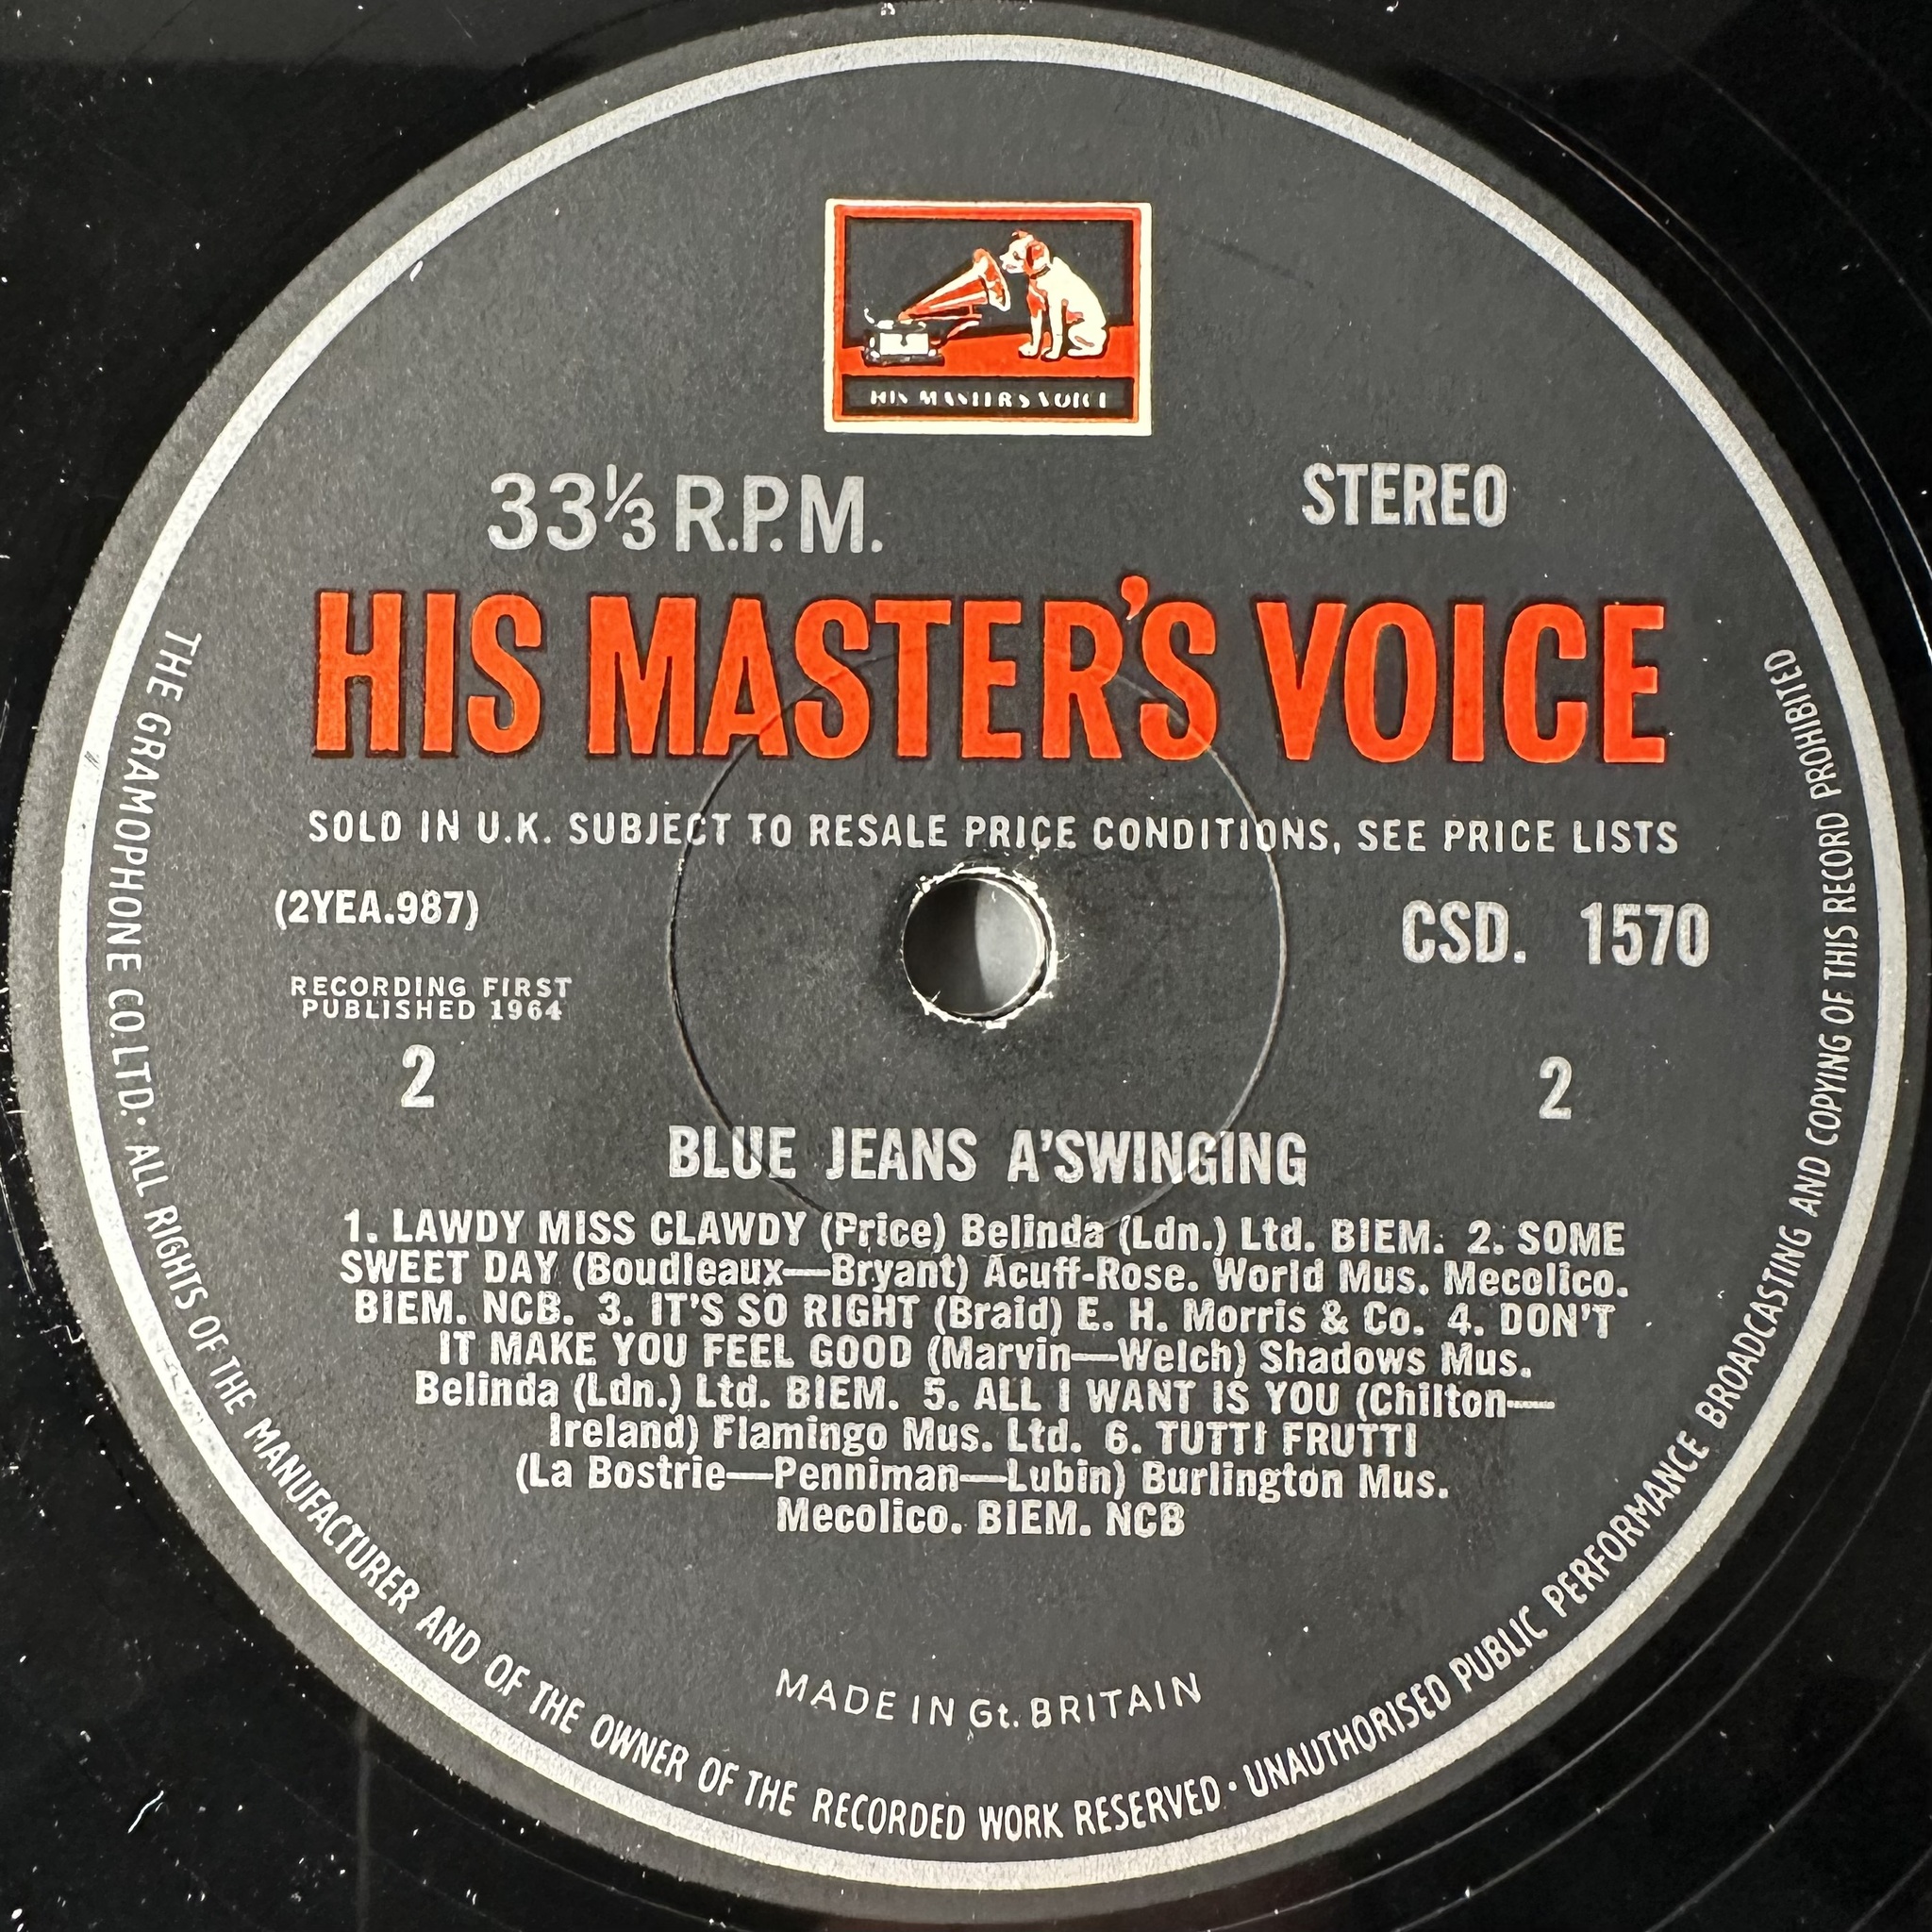 HIS MASTER'S VOICE
33⅓ R.P.M.
STEREO
HIS MASTER'S VOICE
SOLD IN U.K. SUBJECT TO RESALE PRICE CONDITIONS, SEE PRICE LISTS
(2YEA.987)
CSD. 1570
RECORDING FIRST
PUBLISHED 1964
2
2
BLUE JEANS A'SWINGING
1. LAWDY MISS CLAWDY (Price) Belinda (Ldn.) Ltd. BIEM. 2. SOME
SWEET DAY (Boudleaux—Bryant) Acuff-Rose. World Mus. Mecolico.
BIEM. NCB. 3. IT'S SO RIGHT (Braid) E. H. Morris & Co. 4. DON'T
IT MAKE YOU FEEL GOOD (Marvin—Welch) Shadows Mus.
Belinda (Ldn.) Ltd. BIEM. 5. ALL I WANT IS YOU (Chilton—
Ireland) Flamingo Mus. Ltd. 6. TUTTI FRUTTI
(La Bostrie—Penniman—Lubin) Burlington Mus.
Mecolico. BIEM. NCB
MADE IN Gt. BRITAIN
THE GRAMOPHONE CO. LTD. · ALL RIGHTS OF THE MANUFACTURER AND OF THE OWNER OF THE RECORDED WORK RESERVED · UNAUTHORISED PUBLIC PERFORMANCE BROADCASTING AND COPYING OF THIS RECORD PROHIBITED